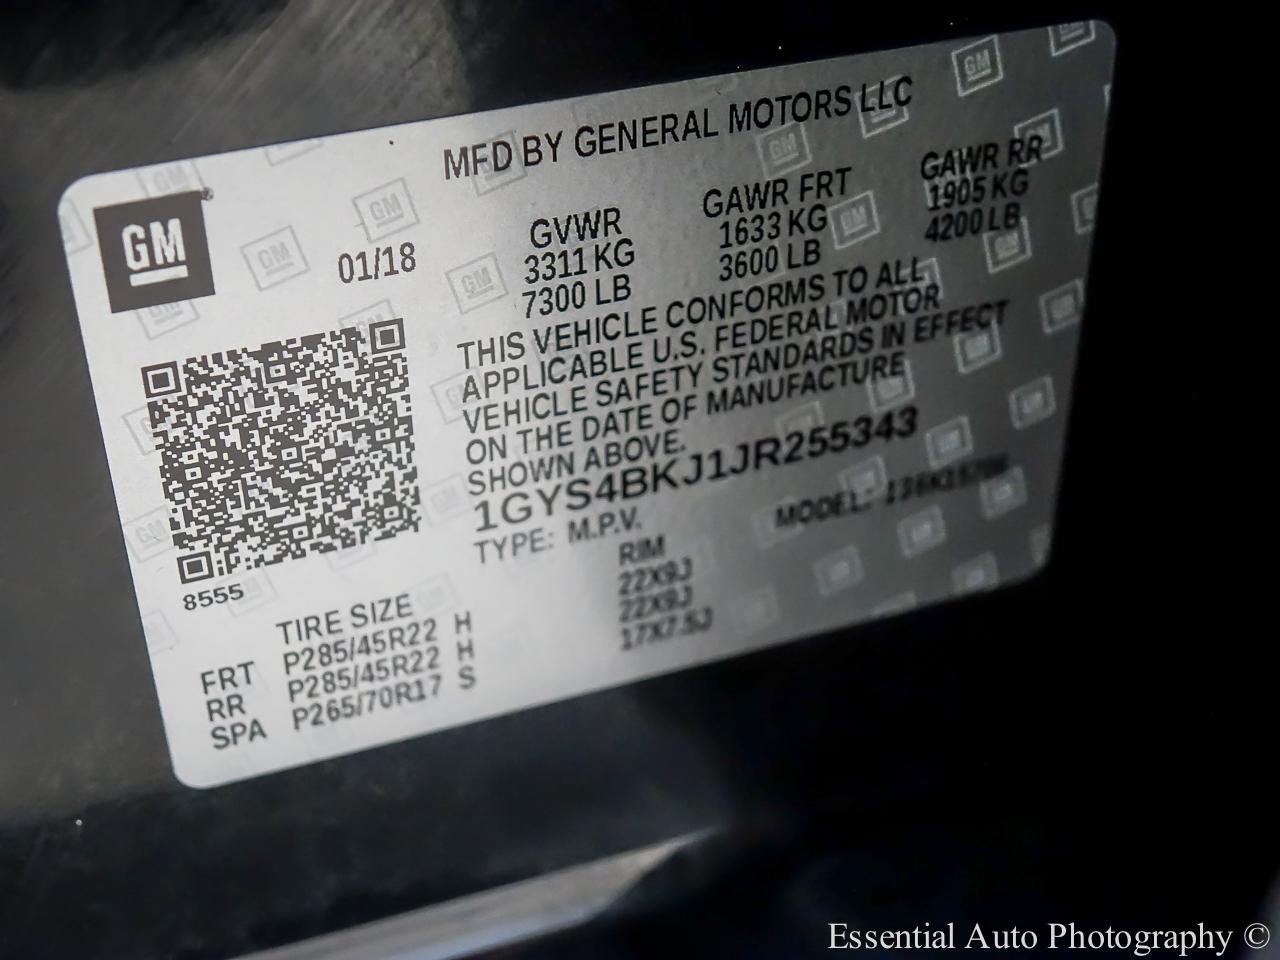 MFD BY GENERAL MOTORS LLC
GM
01/18
GVWR GAWR FRT GAWR RR
3311 KG 1633 KG 1905 KG
7300 LB 3600 LB 4200 LB
THIS VEHICLE CONFORMS TO ALL
APPLICABLE U.S. FEDERAL MOTOR
VEHICLE SAFETY STANDARDS IN EFFECT
ON THE DATE OF MANUFACTURE
SHOWN ABOVE.
1GYS4BKJ1JR255343
TYPE: M.P.V. MODEL:
8555
TIRE SIZE RIM
FRT P285/45R22 H 22X9J
RR P285/45R22 H 22X9J
SPA P265/70R17 S 17X7.5J
Essential Auto Photography ©